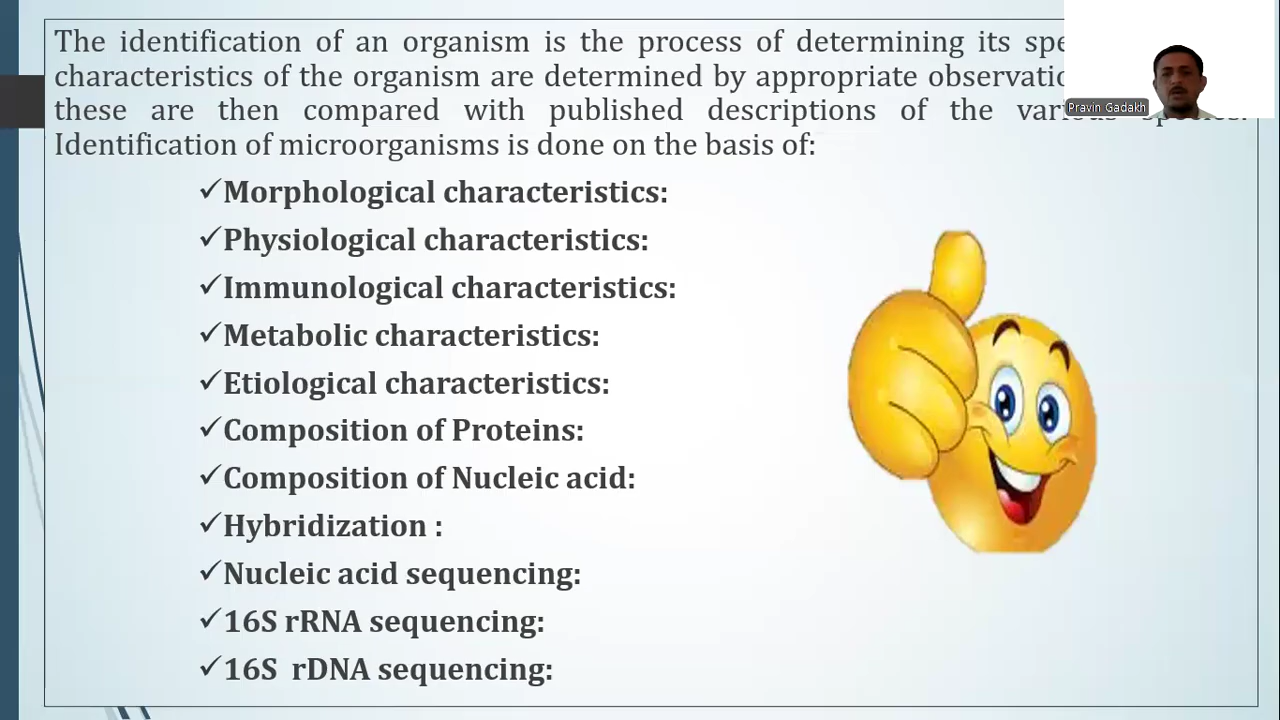 The identification of an organism is the process of determining its
characteristics of the organism are determined by appropriate
these are then compared with published descriptions of the
Identification of microorganisms is done on the basis of:
Pravin Gadakh
✓Morphological characteristics:
✓Physiological characteristics:
✓Immunological characteristics:
✓Metabolic characteristics:
✓Etiological characteristics:
✓Composition of Proteins:
✓Composition of Nucleic acid:
✓Hybridization :
✓Nucleic acid sequencing:
✓16S rRNA sequencing:
✓16S rDNA sequencing: